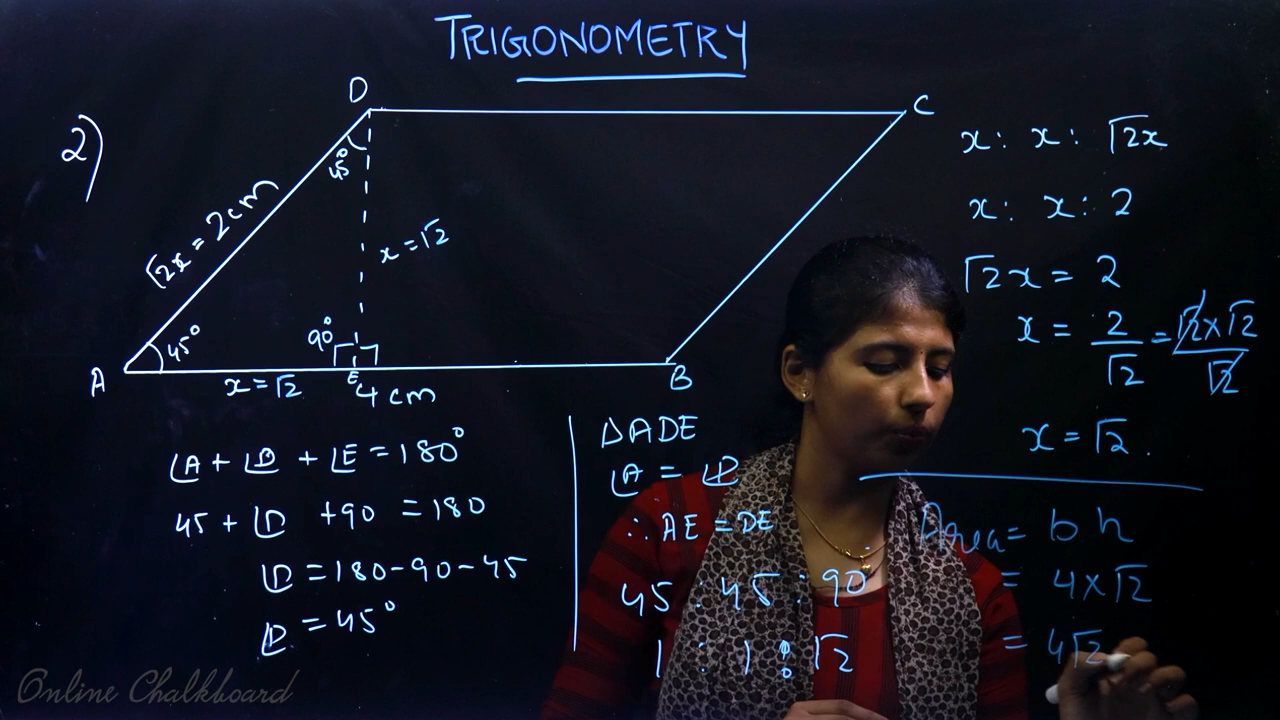 TRIGONOMETRY
2)
D
C
45°
√2x = 2cm
x = √2
90°
45°
A
x = √2
E
4 cm
B
∠A + ∠D + ∠E = 180°
45 + ∠D + 90 = 180
∠D = 180 - 90 - 45
∠D = 45°
ΔADE
∠A = ∠D
∴ AE = DE
45 : 45 : 90
1 : 1 : √2
x : x : √2x
x : x : 2
√2x = 2
x = 2/√2 = √2 × √2/√2
x = √2.
Area = b h
= 4 × √2
= 4√2
Online Chalkboard